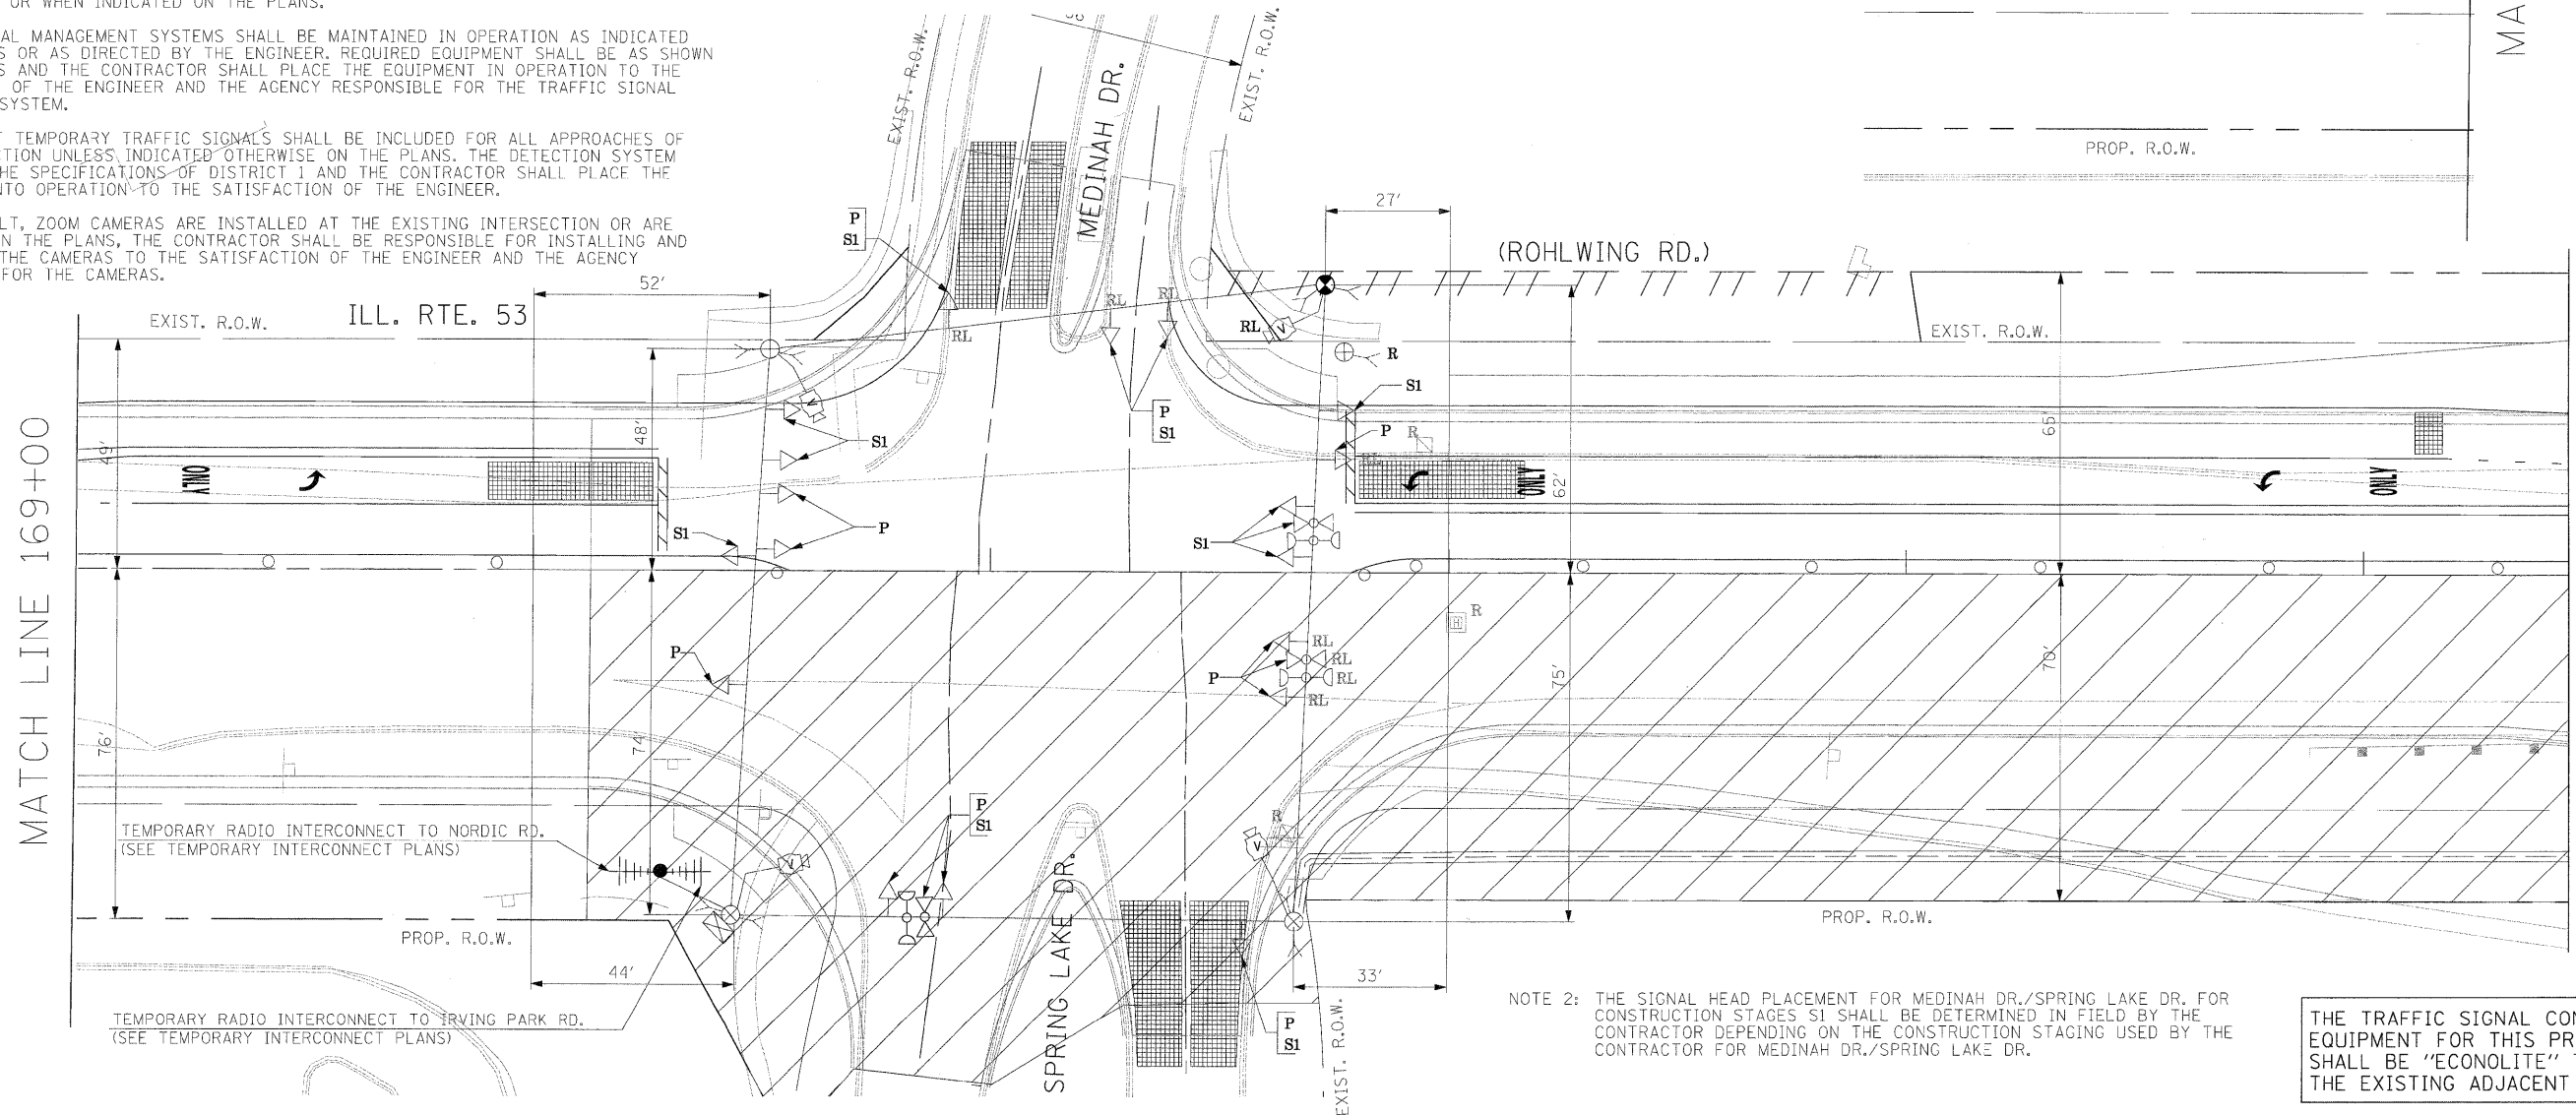 OR WHEN INDICATED ON THE PLANS.
AL MANAGEMENT SYSTEMS SHALL BE MAINTAINED IN OPERATION AS INDICATED
S OR AS DIRECTED BY THE ENGINEER. REQUIRED EQUIPMENT SHALL BE AS SHOWN
S AND THE CONTRACTOR SHALL PLACE THE EQUIPMENT IN OPERATION TO THE
OF THE ENGINEER AND THE AGENCY RESPONSIBLE FOR THE TRAFFIC SIGNAL
SYSTEM.
T TEMPORARY TRAFFIC SIGNALS SHALL BE INCLUDED FOR ALL APPROACHES OF
TION UNLESS INDICATED OTHERWISE ON THE PLANS. THE DETECTION SYSTEM
HE SPECIFICATIONS OF DISTRICT 1 AND THE CONTRACTOR SHALL PLACE THE
NTO OPERATION TO THE SATISFACTION OF THE ENGINEER.
LT, ZOOM CAMERAS ARE INSTALLED AT THE EXISTING INTERSECTION OR ARE
N THE PLANS, THE CONTRACTOR SHALL BE RESPONSIBLE FOR INSTALLING AND
THE CAMERAS TO THE SATISFACTION OF THE ENGINEER AND THE AGENCY
FOR THE CAMERAS.
EXIST. R.O.W.
EXIST. R.O.W.
MEDINAH DR.
MA
PROP. R.O.W.
P
S1
27'
(ROHLWING RD.)
52'
ILL. RTE. 53
EXIST. R.O.W.
RL
RL
RL
RL
V
EXIST. R.O.W.
R
V
S1
P
S1
S1
P
R
RL
MATCH LINE 169+00
49'
48'
65'
62'
ONLY
ONLY
ONLY
S1
P
S1
R
H
P
RL
RL
RL
RL
P
75'
70'
76'
74'
P
S1
R
V
V
TEMPORARY RADIO INTERCONNECT TO NORDIC RD.
(SEE TEMPORARY INTERCONNECT PLANS)
SPRING LAKE DR.
PROP. R.O.W.
PROP. R.O.W.
44'
33'
TEMPORARY RADIO INTERCONNECT TO IRVING PARK RD.
(SEE TEMPORARY INTERCONNECT PLANS)
P
S1
EXIST. R.O.W.
NOTE 2: THE SIGNAL HEAD PLACEMENT FOR MEDINAH DR./SPRING LAKE DR. FOR
CONSTRUCTION STAGES S1 SHALL BE DETERMINED IN FIELD BY THE
CONTRACTOR DEPENDING ON THE CONSTRUCTION STAGING USED BY THE
CONTRACTOR FOR MEDINAH DR./SPRING LAKE DR.
THE TRAFFIC SIGNAL CON
EQUIPMENT FOR THIS PR
SHALL BE "ECONOLITE" T
THE EXISTING ADJACENT